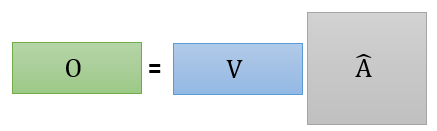 O = V Â